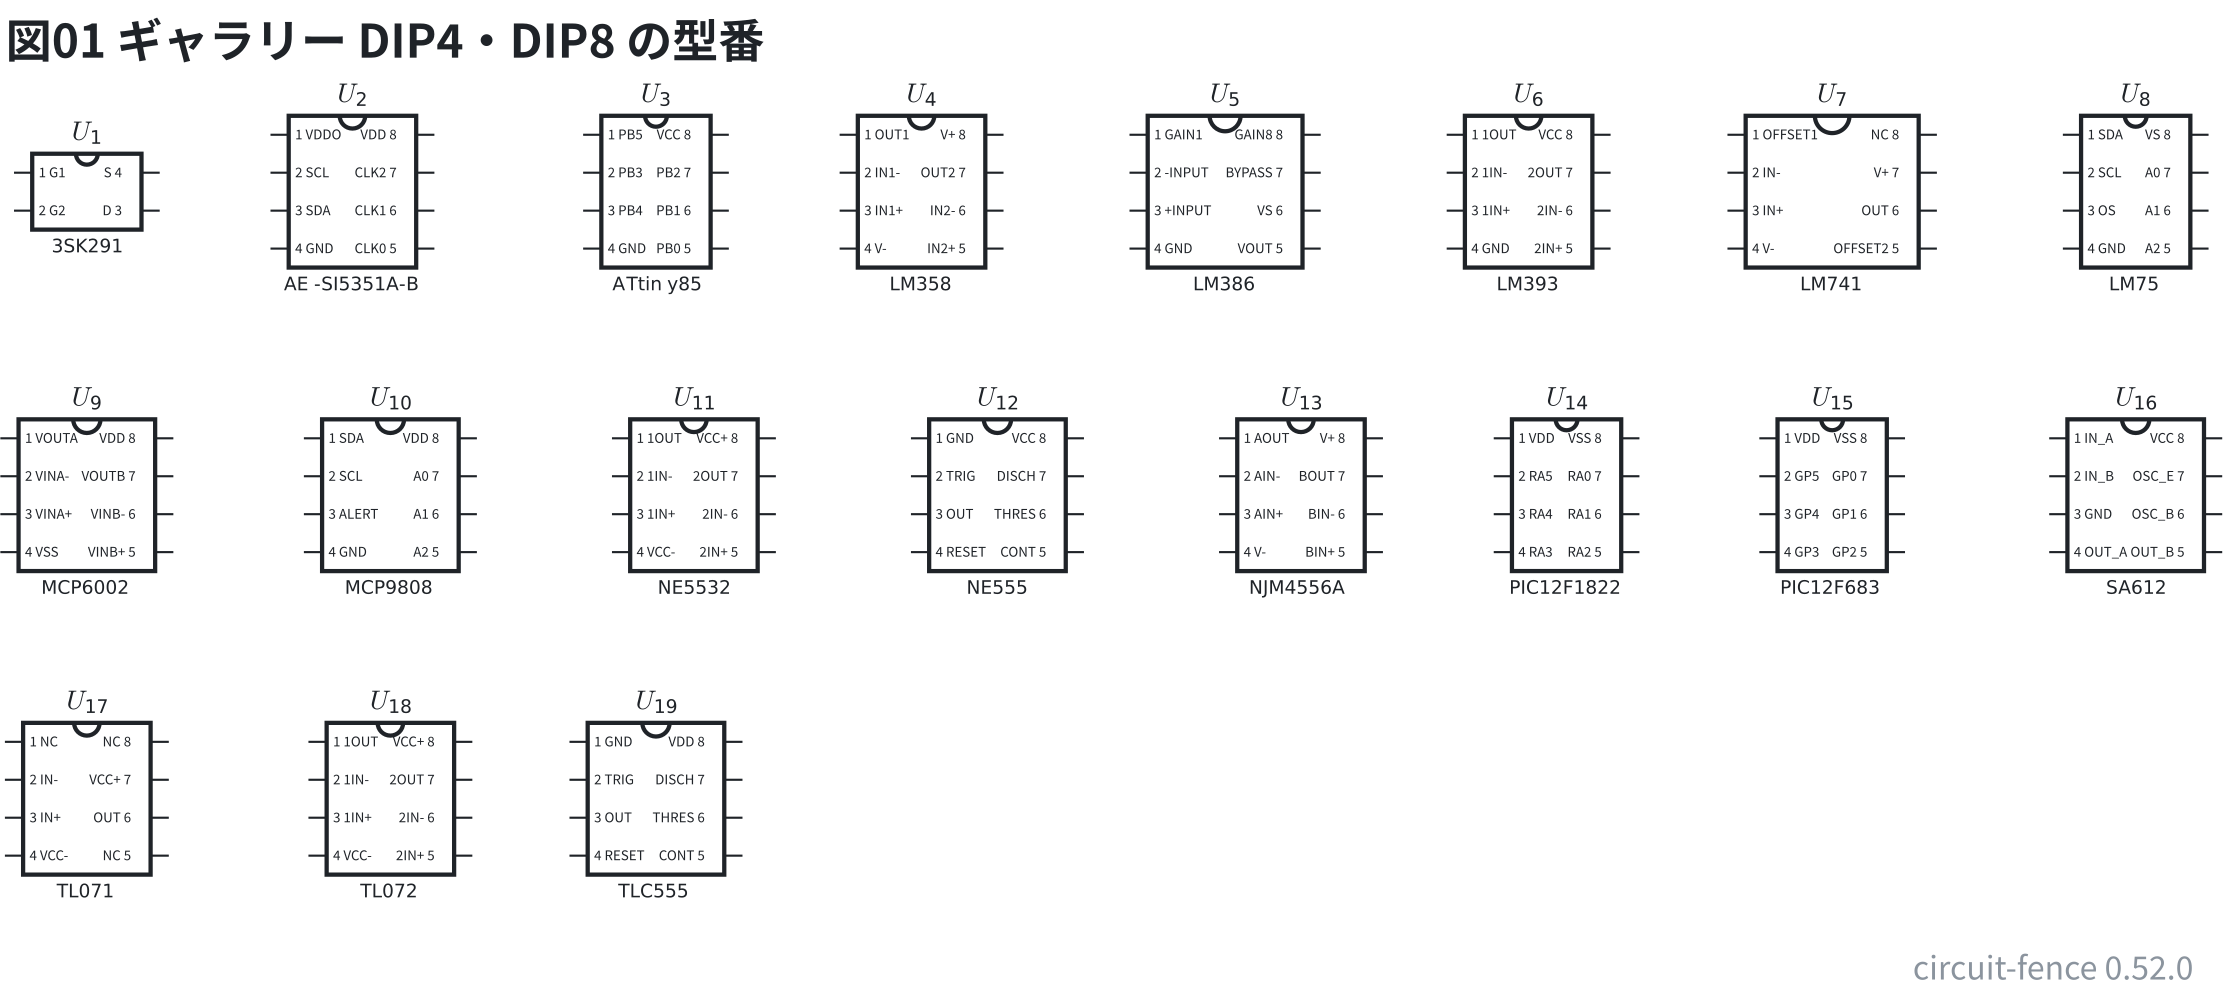 図01 ギャラリー DIP4・DIP8 の型番
U1 U2 U3 U4 U5 U6 U7 U8
1 G1 S 4
2 G2 D 3
3SK291
1 VDDO VDD 8
2 SCL CLK2 7
3 SDA CLK1 6
4 GND CLK0 5
AE -SI5351A-B
1 PB5 VCC 8
2 PB3 PB2 7
3 PB4 PB1 6
4 GND PB0 5
ATtin y85
1 OUT1 V+ 8
2 IN1- OUT2 7
3 IN1+ IN2- 6
4 V- IN2+ 5
LM358
1 GAIN1 GAIN8 8
2 -INPUT BYPASS 7
3 +INPUT VS 6
4 GND VOUT 5
LM386
1 1OUT VCC 8
2 1IN- 2OUT 7
3 1IN+ 2IN- 6
4 GND 2IN+ 5
LM393
1 OFFSET1 NC 8
2 IN- V+ 7
3 IN+ OUT 6
4 V- OFFSET2 5
LM741
1 SDA VS 8
2 SCL A0 7
3 OS A1 6
4 GND A2 5
LM75
U9 U10 U11 U12 U13 U14 U15 U16
1 VOUTA VDD 8
2 VINA- VOUTB 7
3 VINA+ VINB- 6
4 VSS VINB+ 5
MCP6002
1 SDA VDD 8
2 SCL A0 7
3 ALERT A1 6
4 GND A2 5
MCP9808
1 1OUT VCC+ 8
2 1IN- 2OUT 7
3 1IN+ 2IN- 6
4 VCC- 2IN+ 5
NE5532
1 GND VCC 8
2 TRIG DISCH 7
3 OUT THRES 6
4 RESET CONT 5
NE555
1 AOUT V+ 8
2 AIN- BOUT 7
3 AIN+ BIN- 6
4 V- BIN+ 5
NJM4556A
1 VDD VSS 8
2 RA5 RA0 7
3 RA4 RA1 6
4 RA3 RA2 5
PIC12F1822
1 VDD VSS 8
2 GP5 GP0 7
3 GP4 GP1 6
4 GP3 GP2 5
PIC12F683
1 IN_A VCC 8
2 IN_B OSC_E 7
3 GND OSC_B 6
4 OUT_A OUT_B 5
SA612
U17 U18 U19
1 NC NC 8
2 IN- VCC+ 7
3 IN+ OUT 6
4 VCC- NC 5
TL071
1 1OUT VCC+ 8
2 1IN- 2OUT 7
3 1IN+ 2IN- 6
4 VCC- 2IN+ 5
TL072
1 GND VDD 8
2 TRIG DISCH 7
3 OUT THRES 6
4 RESET CONT 5
TLC555
circuit-fence 0.52.0